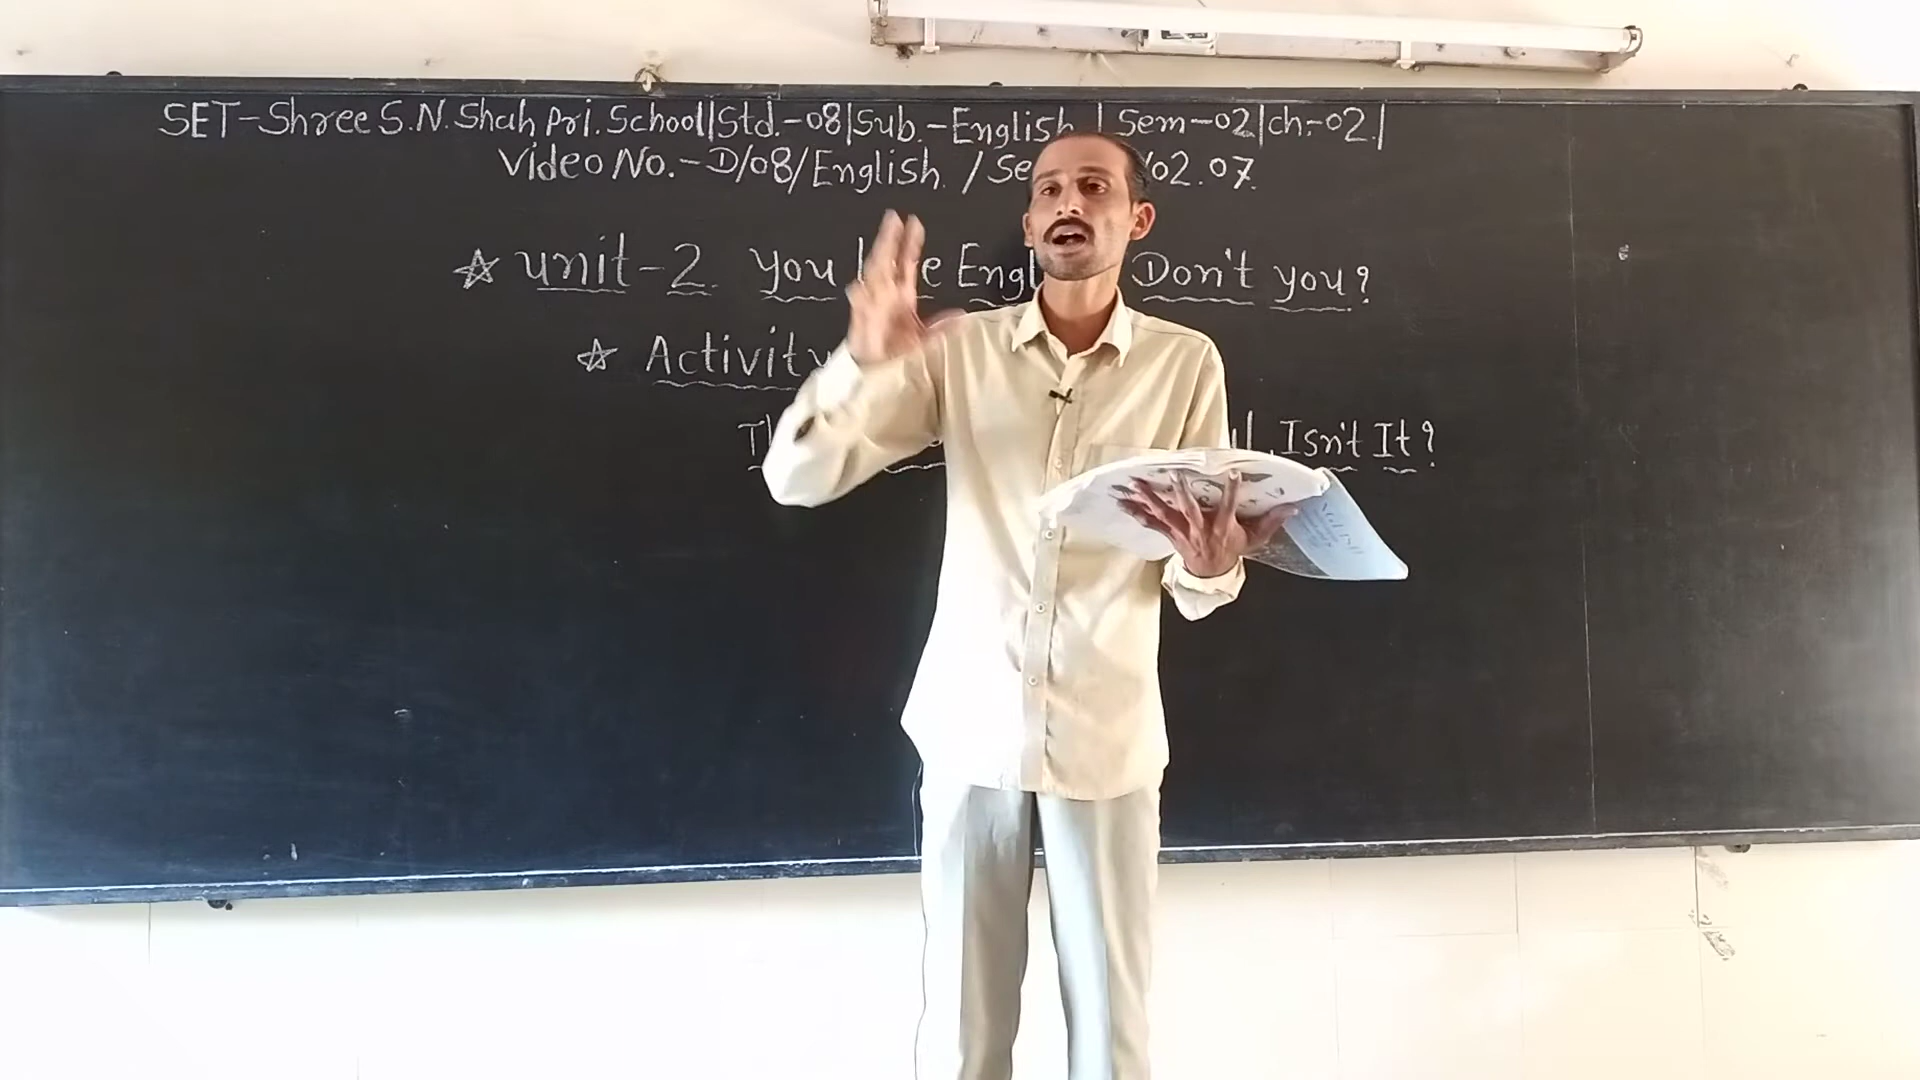 SET-Shree S.N. Shah Pri. School|Std.-08|Sub.-English | Sem-02|ch:-02.|
Video No.-D/08/English. /Se /02.07.
☆ unit-2. you Engl Don't you?
☆ Activity
Isn't It?